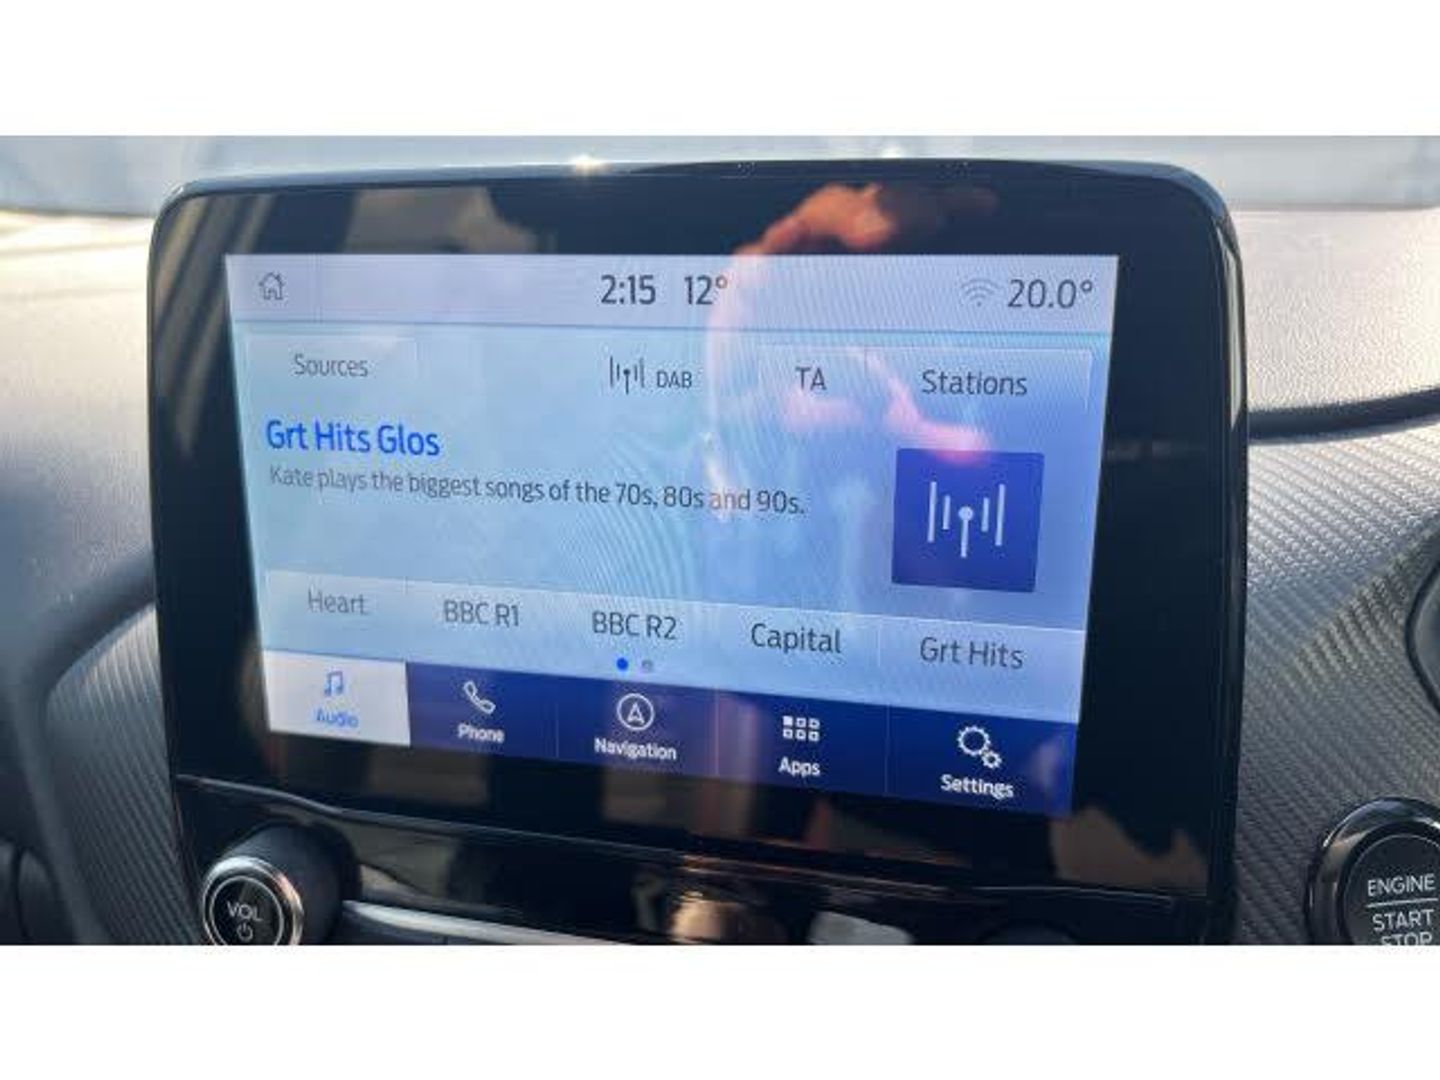 2:15 12° 20.0°
Sources DAB TA Stations
Grt Hits Glos
Kate plays the biggest songs of the 70s, 80s and 90s.
Heart BBC R1 BBC R2 Capital Grt Hits
Audio Phone Navigation Apps Settings
VOL
ENGINE
START
STOP